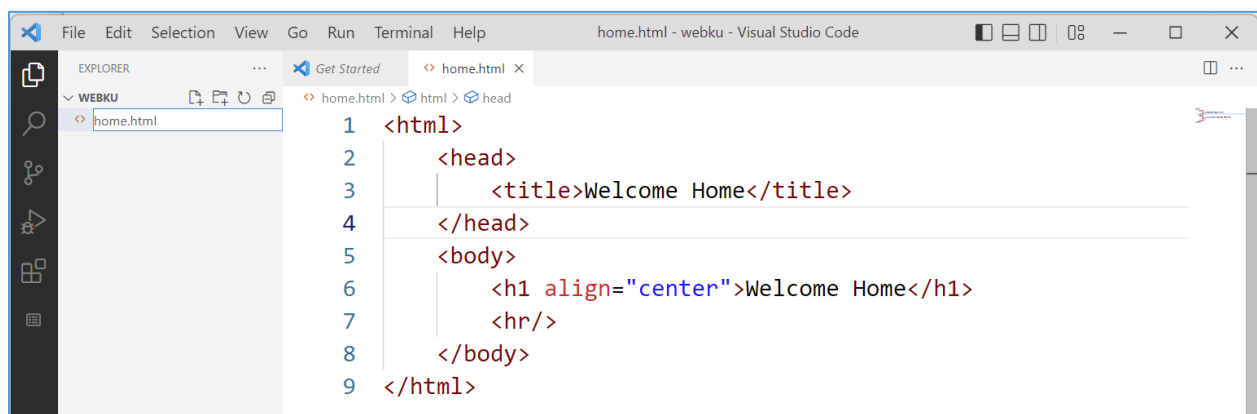 File Edit Selection View Go Run Terminal Help home.html - webku - Visual Studio Code
EXPLORER ... Get Started <> home.html ×
WEBKU
<> home.html > html > head
<> home.html
1 <html>
2     <head>
3         <title>Welcome Home</title>
4     </head>
5     <body>
6         <h1 align="center">Welcome Home</h1>
7         <hr/>
8     </body>
9 </html>